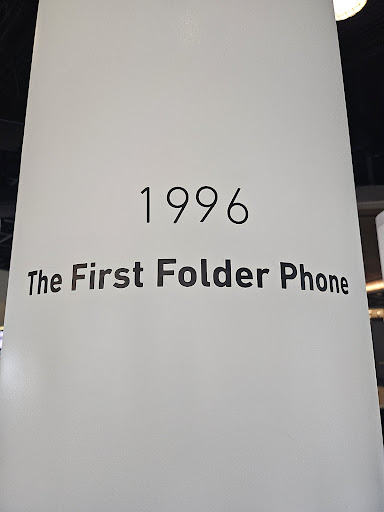 1996
The First Folder Phone